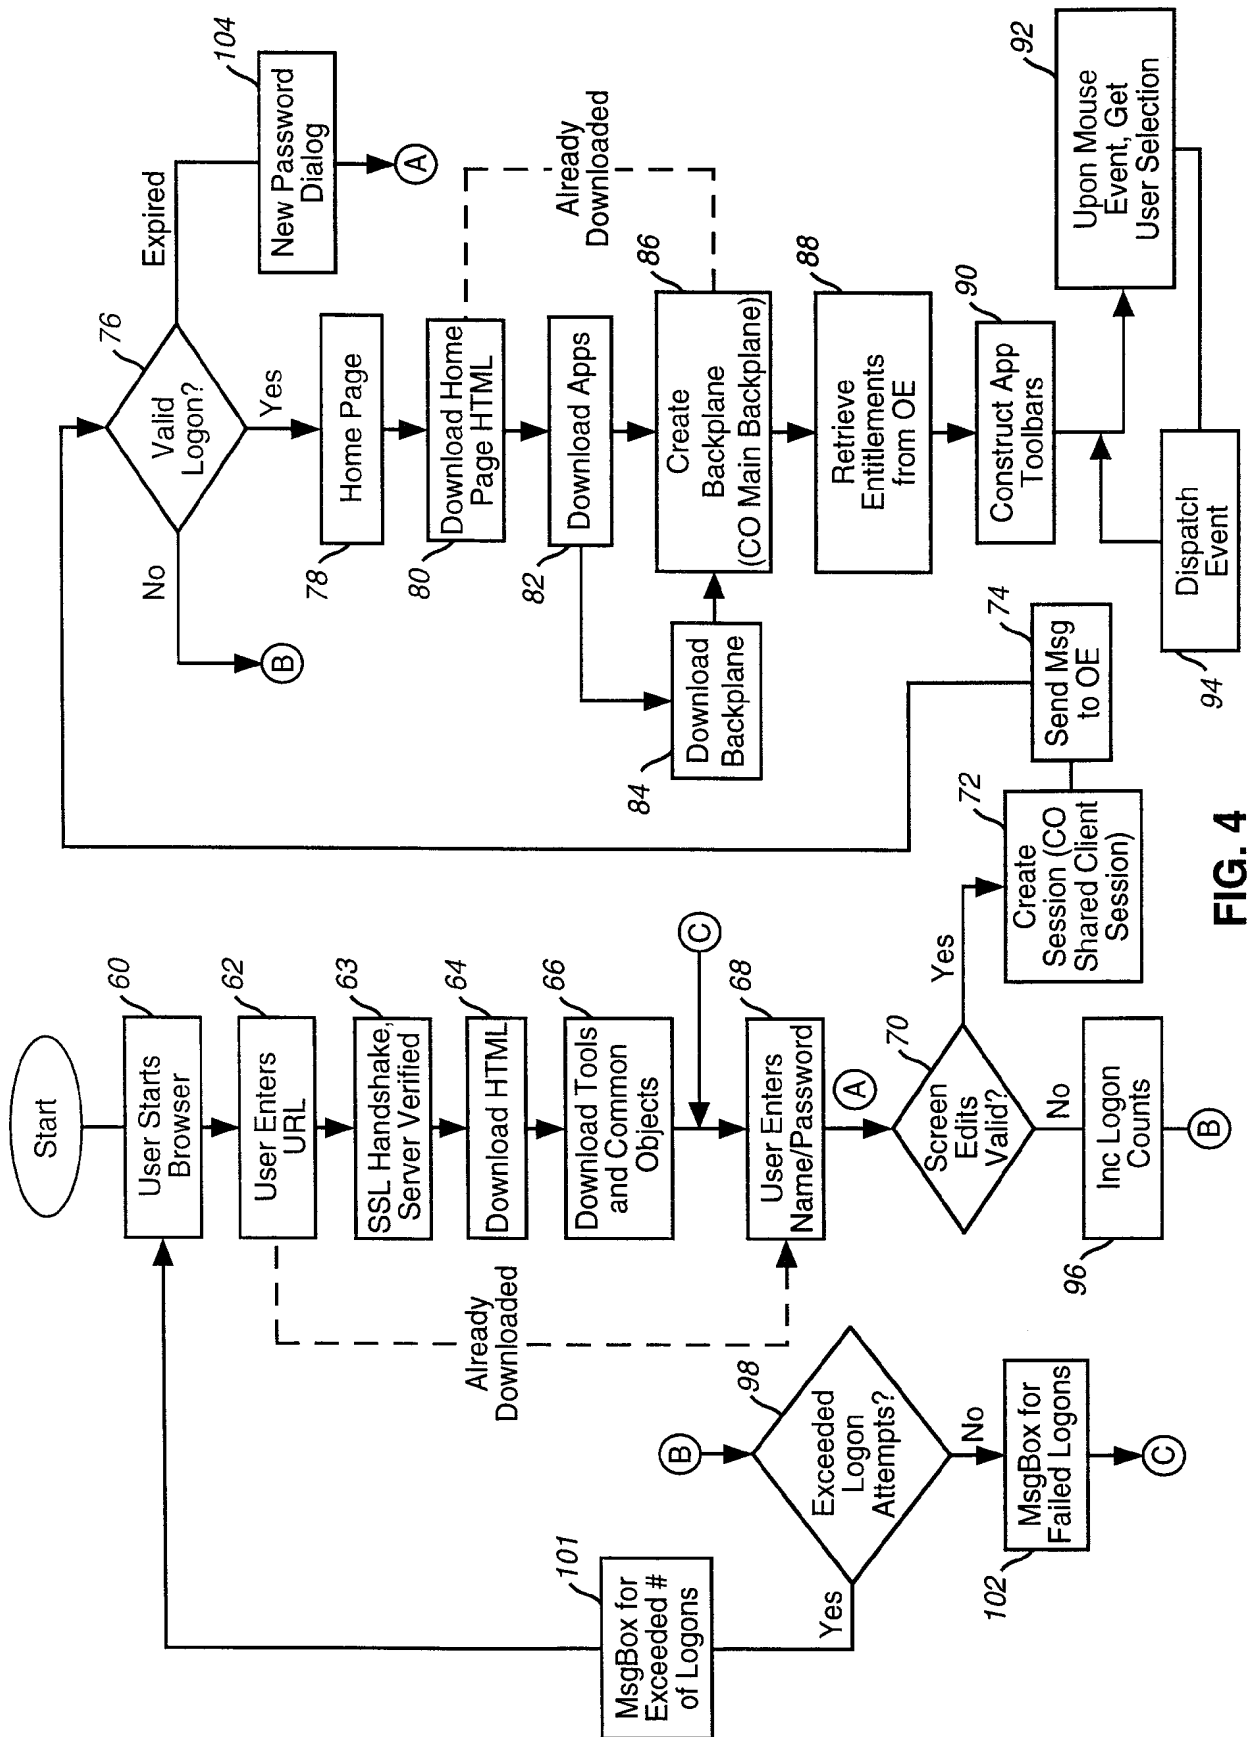 Start
60
User Starts
Browser
62
User Enters
URL
63
SSL Handshake,
Server Verified
64
Download HTML
66
Download Tools
and Common
Objects
C
68
User Enters
Name/Password
Already
Downloaded
A
70
Screen
Edits
Valid?
Yes
No
72
Create
Session (CO
Shared Client
Session)
74
Send Msg
to OE
Inc Logon
Counts
96
B
101
MsgBox for
Exceeded #
of Logons
B
98
Exceeded
Logon
Attempts?
Yes
No
MsgBox for
Failed Logons
102
C
76
Valid
Logon?
No
B
Yes
Expired
104
New Password
Dialog
A
Home Page
78
Download Home
Page HTML
80
Already
Downloaded
Download Apps
82
Download
Backplane
84
86
Create
Backplane
(CO Main Backplane)
88
Retrieve
Entitlements
from OE
90
Construct App
Toolbars
92
Upon Mouse
Event, Get
User Selection
Dispatch
Event
94
FIG. 4